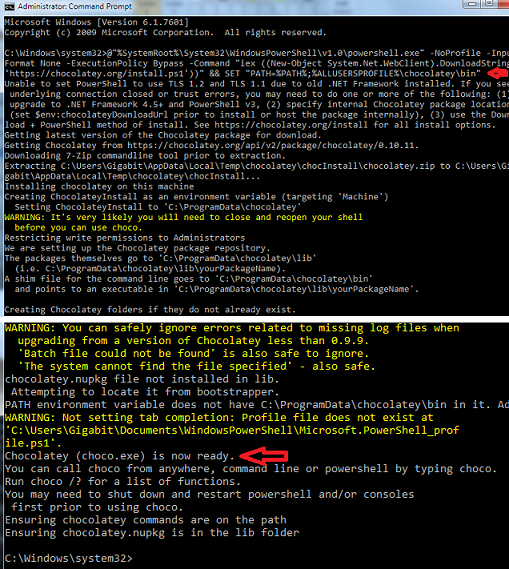 Administrator: Command Prompt
Microsoft Windows [Version 6.1.7601]
Copyright (c) 2009 Microsoft Corporation. All rights reserved.
C:\Windows\system32>@"%SystemRoot%\System32\WindowsPowerShell\v1.0\powershell.exe" -NoProfile -Inpu
Format None -ExecutionPolicy Bypass -Command "iex ((New-Object System.Net.WebClient).DownloadString
'https://chocolatey.org/install.ps1'))" && SET "PATH=%PATH%;%ALLUSERSPROFILE%\chocolatey\bin"
Unable to set PowerShell to use TLS 1.2 and TLS 1.1 due to old .NET Framework installed. If you see
underlying connection closed or trust errors, you may need to do one or more of the following: (1)
upgrade to .NET Framework 4.5+ and PowerShell v3, (2) specify internal Chocolatey package location
(set $env:chocolateyDownloadUrl prior to install or host the package internally), (3) use the Down
load + PowerShell method of install. See https://chocolatey.org/install for all install options.
Getting latest version of the Chocolatey package for download.
Getting Chocolatey from https://chocolatey.org/api/v2/package/chocolatey/0.10.11.
Downloading 7-Zip commandline tool prior to extraction.
Extracting C:\Users\Gigabit\AppData\Local\Temp\chocolatey\chocInstall\chocolatey.zip to C:\Users\Gi
gabit\AppData\Local\Temp\chocolatey\chocInstall...
Installing chocolatey on this machine
Creating ChocolateyInstall as an environment variable (targeting 'Machine')
Setting ChocolateyInstall to 'C:\ProgramData\chocolatey'
WARNING: It's very likely you will need to close and reopen your shell
before you can use choco.
Restricting write permissions to Administrators
We are setting up the Chocolatey package repository.
The packages themselves go to 'C:\ProgramData\chocolatey\lib'
(i.e. C:\ProgramData\chocolatey\lib\yourPackageName).
A shim file for the command line goes to 'C:\ProgramData\chocolatey\bin'
and points to an executable in 'C:\ProgramData\chocolatey\lib\yourPackageName'.
Creating Chocolatey folders if they do not already exist.
WARNING: You can safely ignore errors related to missing log files when
upgrading from a version of Chocolatey less than 0.9.9.
'Batch file could not be found' is also safe to ignore.
'The system cannot find the file specified' - also safe.
chocolatey.nupkg file not installed in lib.
Attempting to locate it from bootstrapper.
PATH environment variable does not have C:\ProgramData\chocolatey\bin in it. Ad
WARNING: Not setting tab completion: Profile file does not exist at
'C:\Users\Gigabit\Documents\WindowsPowerShell\Microsoft.PowerShell_prof
ile.ps1'.
Chocolatey (choco.exe) is now ready.
You can call choco from anywhere, command line or powershell by typing choco.
Run choco /? for a list of functions.
You may need to shut down and restart powershell and/or consoles
first prior to using choco.
Ensuring chocolatey commands are on the path
Ensuring chocolatey.nupkg is in the lib folder
C:\Windows\system32>